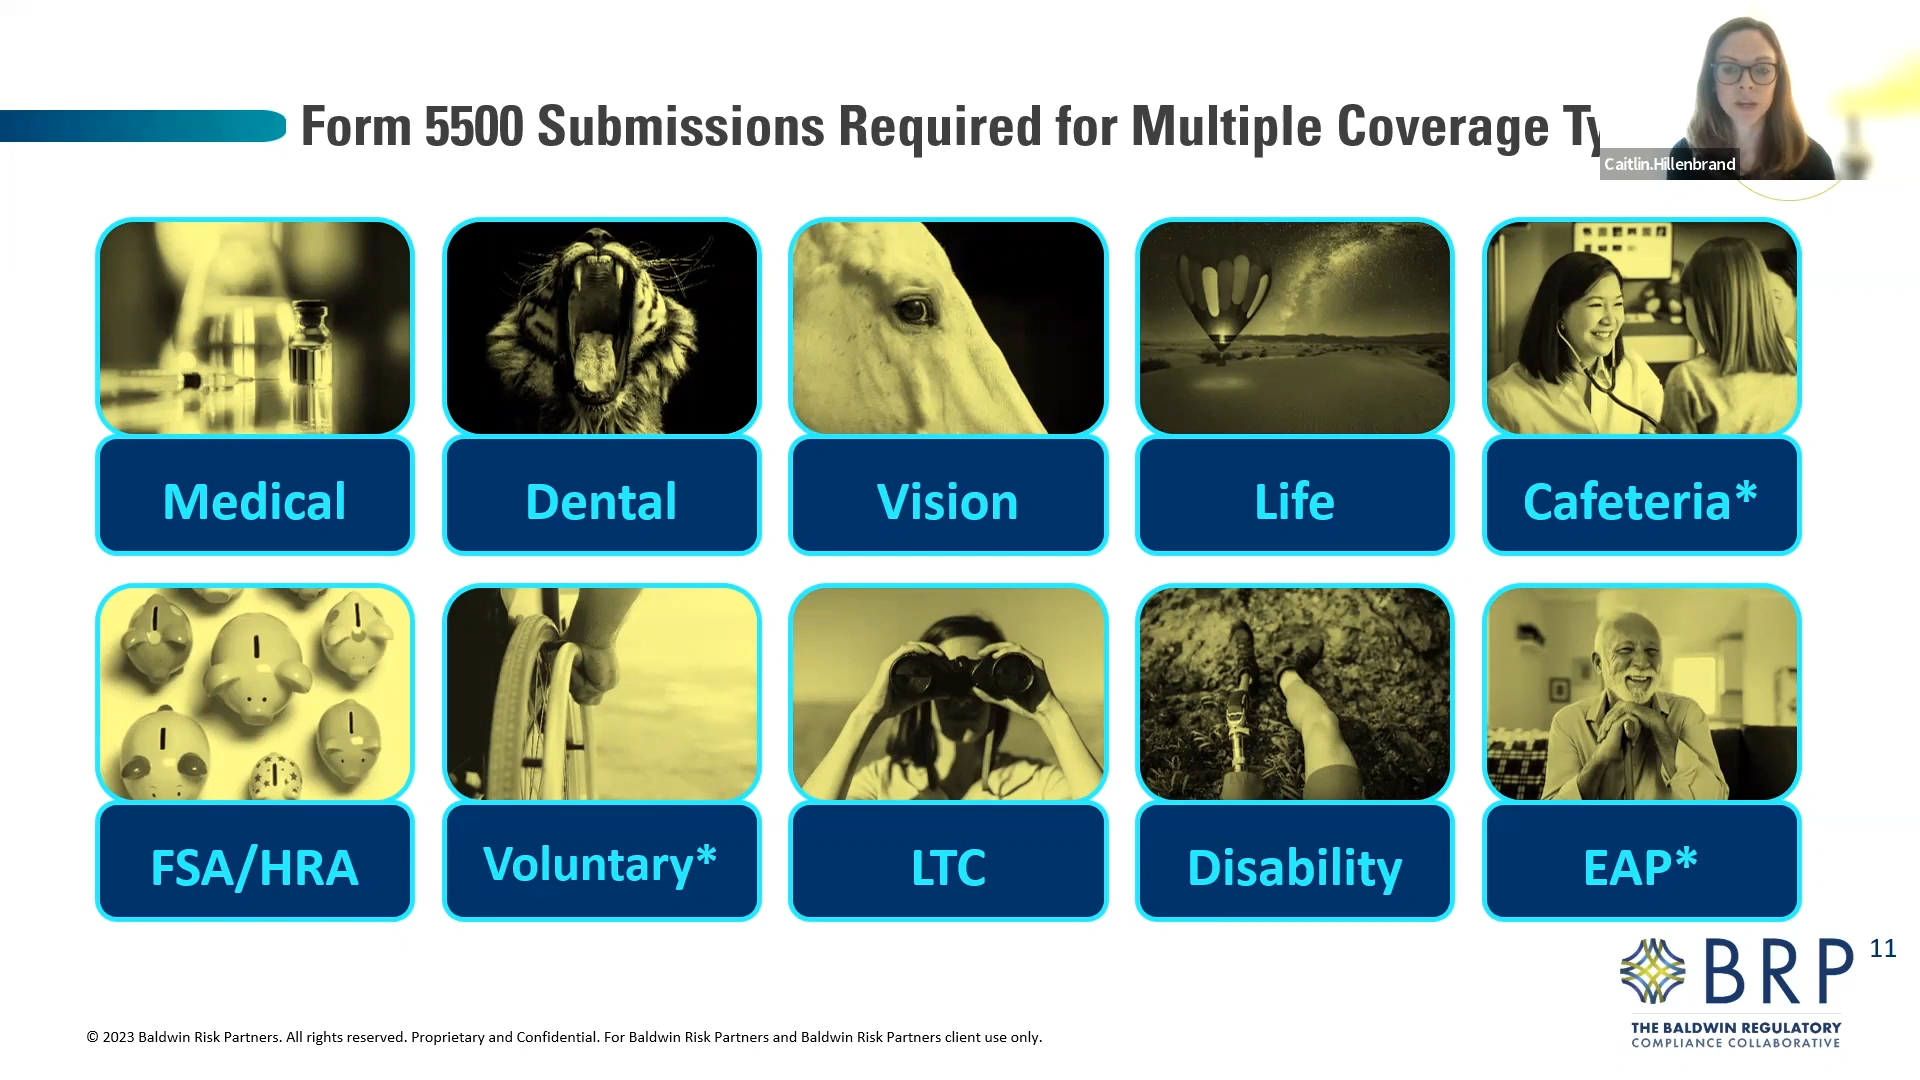 Form 5500 Submissions Required for Multiple Coverage Ty
Caitlin.Hillenbrand
Medical
Dental
Vision
Life
Cafeteria*
FSA/HRA
Voluntary*
LTC
Disability
EAP*
BRP
11
THE BALDWIN REGULATORY
COMPLIANCE COLLABORATIVE
© 2023 Baldwin Risk Partners. All rights reserved. Proprietary and Confidential. For Baldwin Risk Partners and Baldwin Risk Partners client use only.